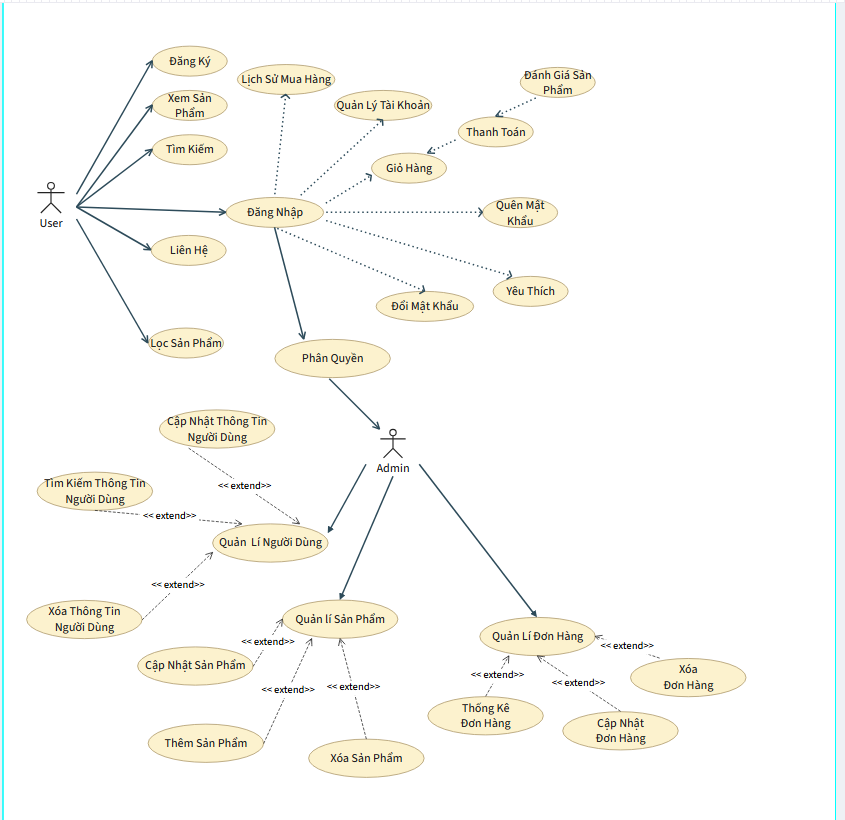 Đăng Ký
Lịch Sử Mua Hàng
Đánh Giá Sản
Phẩm
Xem Sản
Phẩm
Quản Lý Tài Khoản
Thanh Toán
Tìm Kiếm
Giỏ Hàng
User
Đăng Nhập
Quên Mật
Khẩu
Liên Hệ
Yêu Thích
Đổi Mật Khẩu
Lọc Sản Phẩm
Phân Quyền
Cập Nhật Thông Tin
Người Dùng
Admin
<< extend>>
Tìm Kiếm Thông Tin
Người Dùng
<< extend>>
Quản Lí Người Dùng
<< extend>>
Xóa Thông Tin
Người Dùng
Quản lí Sản Phẩm
Quản Lí Đơn Hàng
<< extend>>
<< extend>>
Cập Nhật Sản Phẩm
Xóa
Đơn Hàng
<< extend>>
<< extend>>
<< extend>>
<< extend>>
Thống Kê
Đơn Hàng
Cập Nhật
Đơn Hàng
Thêm Sản Phẩm
Xóa Sản Phẩm